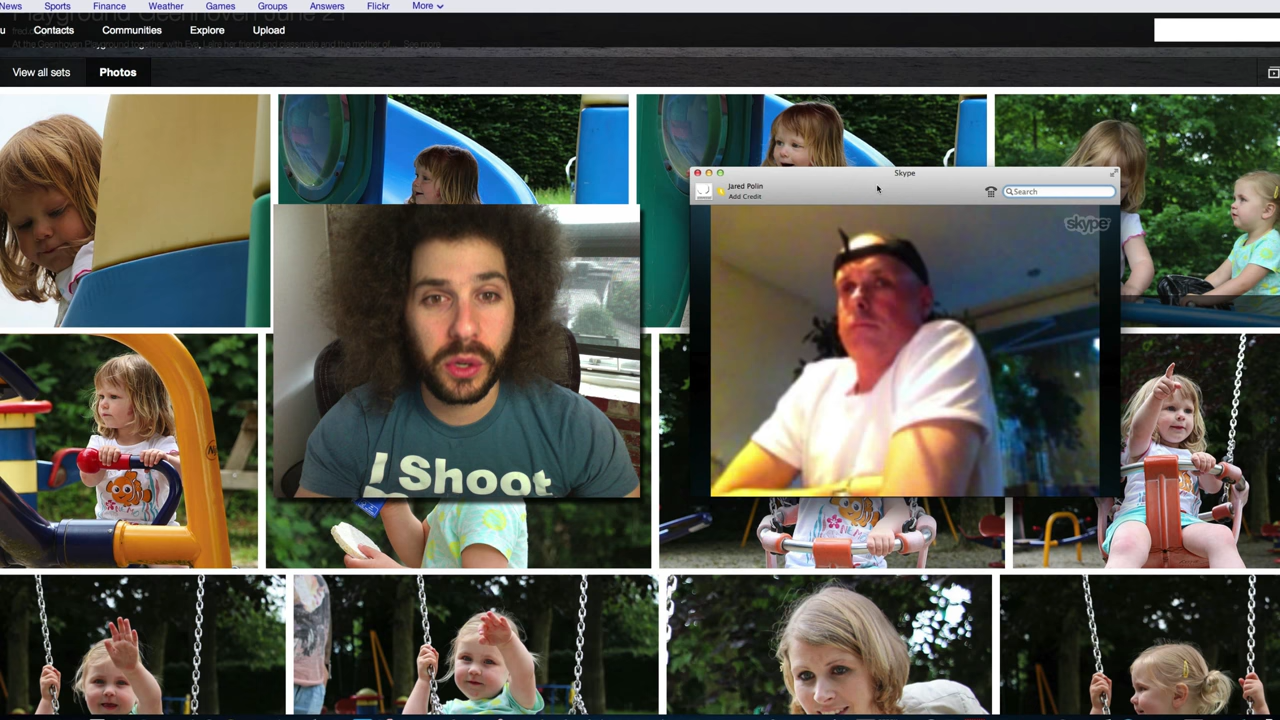 News Sports Finance Weather Games Groups Answers Flickr More
Playground Geenhoven June 21
u Contacts Communities Explore Upload
View all sets Photos
Skype
Jared Polin
Add Credit
Search
skype
I Shoot